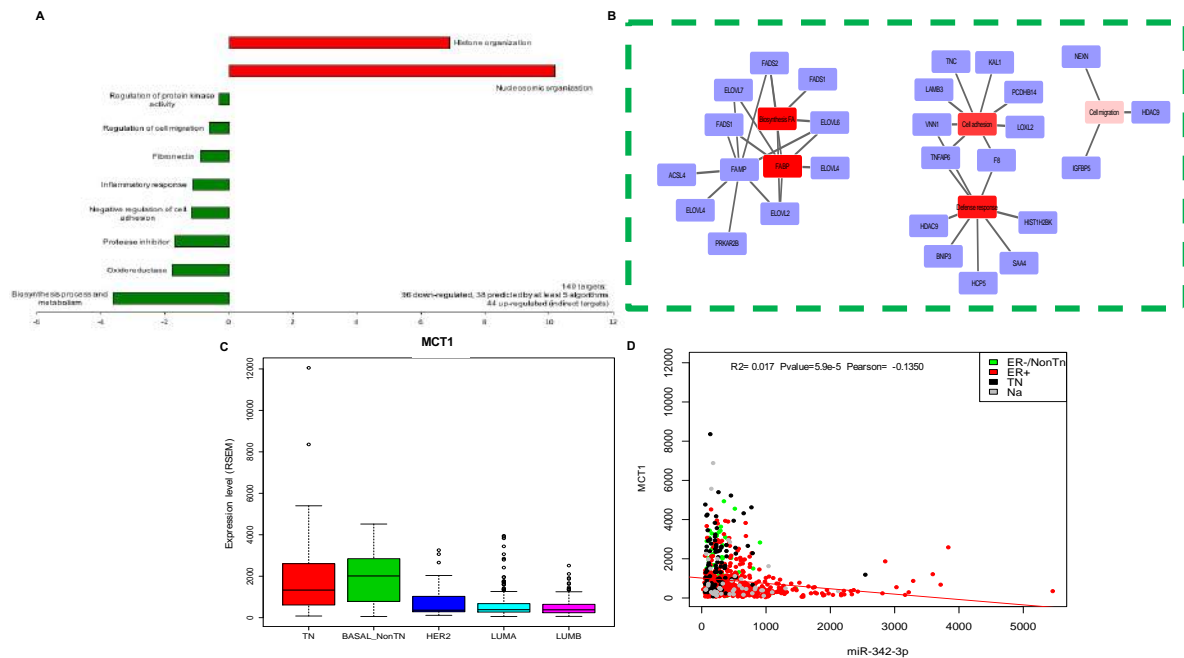 A
Histone organization
Nucleosomic organization
Regulation of protein kinase
activity
Regulation of cell migration
Fibronectin
Inflammatory response
Negative regulation of cell
adhesion
Protease inhibitor
Oxidoreductase
Biosynthesis process and
metabolism
149 targets:
38 predicted by at least 5 algorithms
44 up-regulated (indirect targets)
-6 -4 -2 0 2 4 6 8 10 12
B
FADS2
FADS1
ELOVL7
FADS1
Biosynthesis FA
ELOVL6
ACSL4
FAMP
FABP
ELOVL4
ELOVL4
ELOVL2
PRKAR2B
TNC
KAL1
LAMB3
PCDHB14
VNN1
Cell adhesion
LOXL2
TNFAIP6
F8
Defense response
HDAC9
HIST1H2BK
BNIP3
SAA4
HCP5
NEXN
Cell migration
HDAC9
IGFBP5
C
MCT1
Expression level (RSEM)
12000
10000
8000
6000
4000
2000
0
TN BASAL_NonTN HER2 LUMA LUMB
D
R2= 0.017 Pvalue=5.9e-5 Pearson= -0.1350
ER-/NonTn
ER+
TN
Na
MCT1
12000
10000
8000
6000
4000
2000
0
0 1000 2000 3000 4000 5000
miR-342-3p